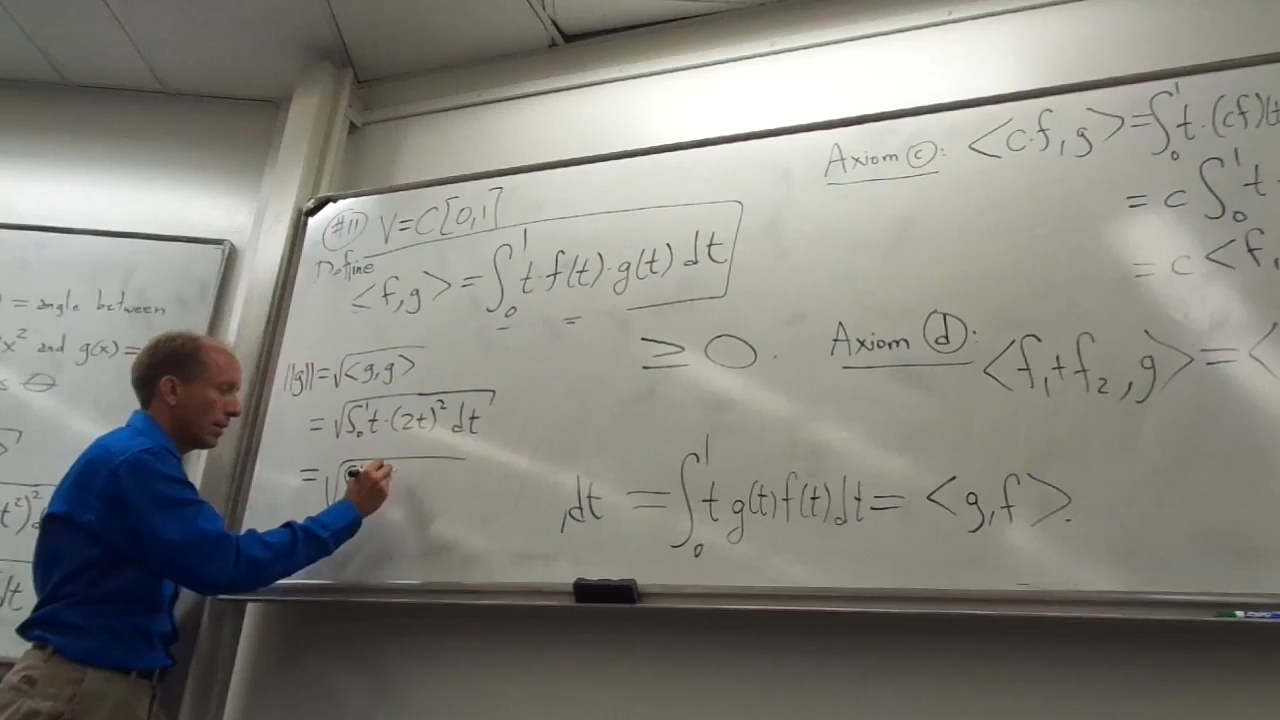 = angle between
x² and g(x)=
s θ
t²)²
dt
#11 V=C[0,1]
Define
<f,g> = ∫₀¹ t·f(t)·g(t) dt
≥ 0.
||g|| = √<g,g>
= √∫₀¹ t·(2t)² dt
= √
dt = ∫₀¹ t g(t) f(t) dt = <g,f>.
Axiom ⓒ: <c·f,g> = ∫₀¹ t·(cf)(t
= c ∫₀¹ t·
= c <f,
Axiom ⓓ: <f₁+f₂,g> = <